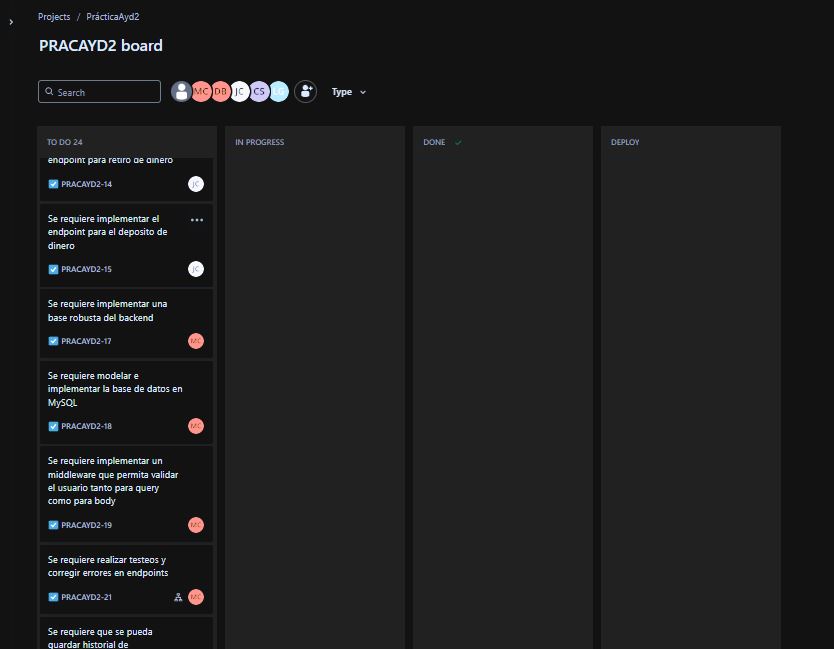 Projects / PrácticaAyd2
PRACAYD2 board
Search
MC DB JC CS LG
Type
TO DO 24
endpoint para retiro de dinero
PRACAYD2-14
JC
Se requiere implementar el
endpoint para el deposito de
dinero
PRACAYD2-15
JC
Se requiere implementar una
base robusta del backend
PRACAYD2-17
MC
Se requiere modelar e
implementar la base de datos en
MySQL
PRACAYD2-18
MC
Se requiere implementar un
middleware que permita validar
el usuario tanto para query
como para body
PRACAYD2-19
MC
Se requiere realizar testeos y
corregir errores en endpoints
PRACAYD2-21
MC
Se requiere que se pueda
guardar historial de
IN PROGRESS
DONE
DEPLOY